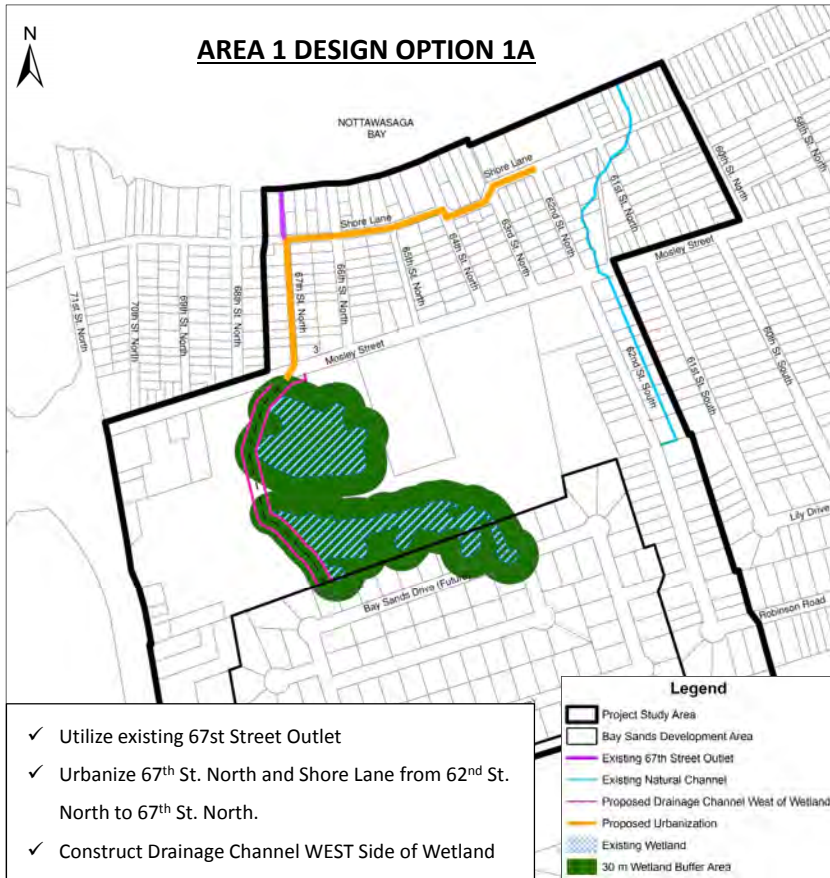 AREA 1 DESIGN OPTION 1A
N
NOTTAWASAGA
BAY
Shore Lane
Shore Lane
58th St. North
60th St. North
61st St. North
62nd St. North
63rd St. North
64th St. North
65th St. North
66th St. North
67th St. North
68th St. North
69th St. North
70th St. North
71st St. North
3
Mosley Street
Mosley Street
62nd St. South
61st St. South
60th St. South
Lily Drive
Bay Sands Drive (Future)
Robinson Road
✓ Utilize existing 67st Street Outlet
✓ Urbanize 67th St. North and Shore Lane from 62nd St.
North to 67th St. North.
✓ Construct Drainage Channel WEST Side of Wetland
Legend
Project Study Area
Bay Sands Development Area
Existing 67th Street Outlet
Existing Natural Channel
Proposed Drainage Channel West of Wetland
Proposed Urbanization
Existing Wetland
30 m Wetland Buffer Area